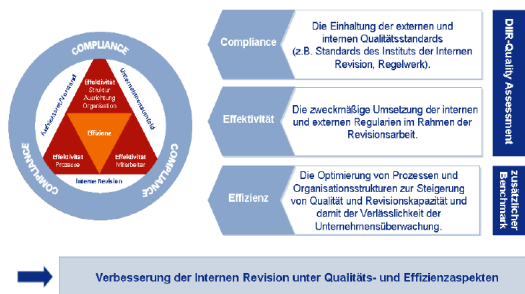 COMPLIANCE
COMPLIANCE
COMPLIANCE
Aufsichtsrat/Vorstand
Unternehmensumfeld
Interne Revision
Effektivität
Struktur
Ausrichtung
Organisation
Effizienz
Effektivität
Prozesse
Effektivität
Mitarbeiter
Compliance
Die Einhaltung der externen und
internen Qualitätsstandards
(z.B. Standards des Instituts der Internen
Revision, Regelwerk).
Effektivität
Die zweckmäßige Umsetzung der internen
und externen Regularien im Rahmen der
Revisionsarbeit.
Effizienz
Die Optimierung von Prozessen und
Organisationsstrukturen zur Steigerung
von Qualität und Revisionskapazität und
damit der Verlässlichkeit der
Unternehmensüberwachung.
DIIR-Quality Assessment
zusätzlicher
Benchmark
Verbesserung der Internen Revision unter Qualitäts- und Effizienzaspekten